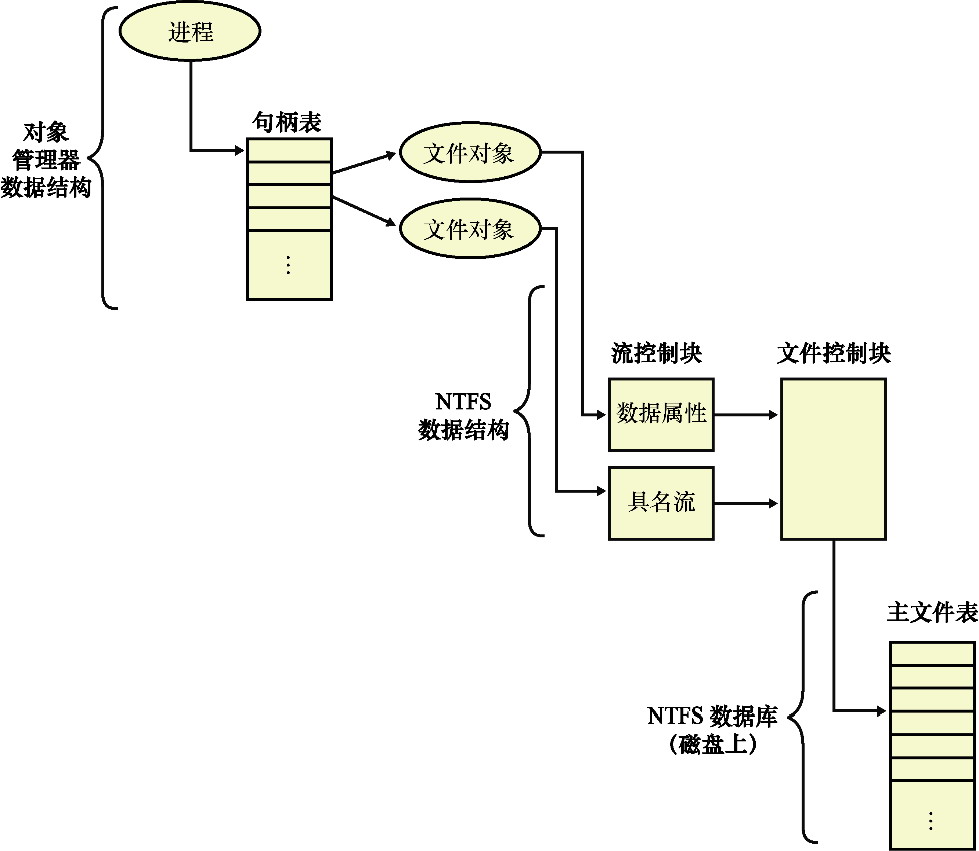 进程
对象
管理器
数据结构
句柄表
文件对象
文件对象
⋮
NTFS
数据结构
流控制块
文件控制块
数据属性
具名流
主文件表
NTFS 数据库
（磁盘上）
⋮